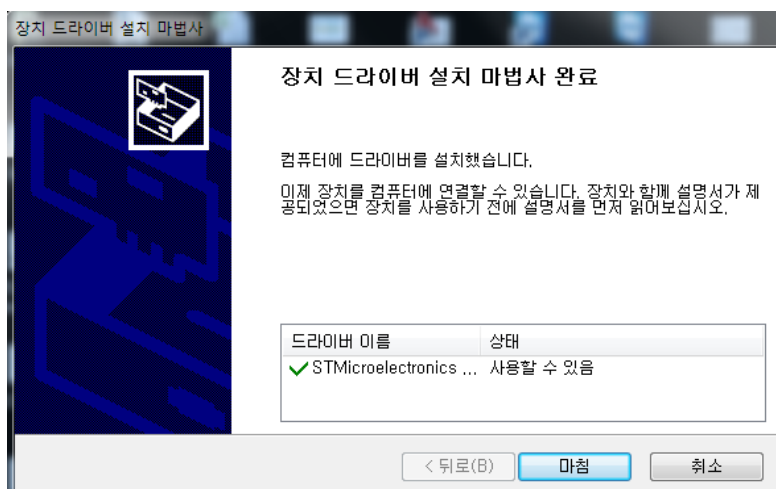 장치 드라이버 설치 마법사
장치 드라이버 설치 마법사 완료
컴퓨터에 드라이버를 설치했습니다.
이제 장치를 컴퓨터에 연결할 수 있습니다. 장치와 함께 설명서가 제
공되었으면 장치를 사용하기 전에 설명서를 먼저 읽어보십시오.
드라이버 이름 상태
STMicroelectronics ... 사용할 수 있음
< 뒤로(B) 마침 취소